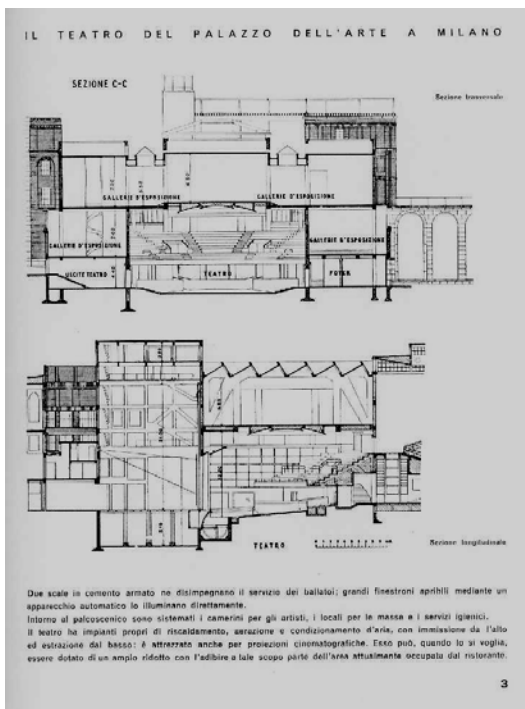 IL TEATRO DEL PALAZZO DELL'ARTE A MILANO
SEZIONE C-C
Sezione trasversale
GALLERIE D'ESPOSIZIONE
GALLERIE D'ESPOSIZIONE
GALLERIE D'ESPOSIZIONE
GALLERIE D'ESPOSIZIONE
USCITE TEATRO
TEATRO
FOYER
TEATRO
Sezione longitudinale
Due scale in cemento armato ne disimpegnano il servizio dei ballatoi; grandi finestroni apribili mediante un
apparecchio automatico lo illuminano direttamente.
Intorno al palcoscenico sono sistemati i camerini per gli artisti, i locali per le masse e i servizi igienici.
Il teatro ha impianti propri di riscaldamento, aerazione e condizionamento d'aria, con immissione da l'alto
ed estrazione dal basso: è attrezzato anche per proiezioni cinematografiche. Esso può, quando lo si voglia,
essere dotato di un ampio ridotto con l'adibire a tale scopo parte dell'area attualmente occupata dal ristorante.
3